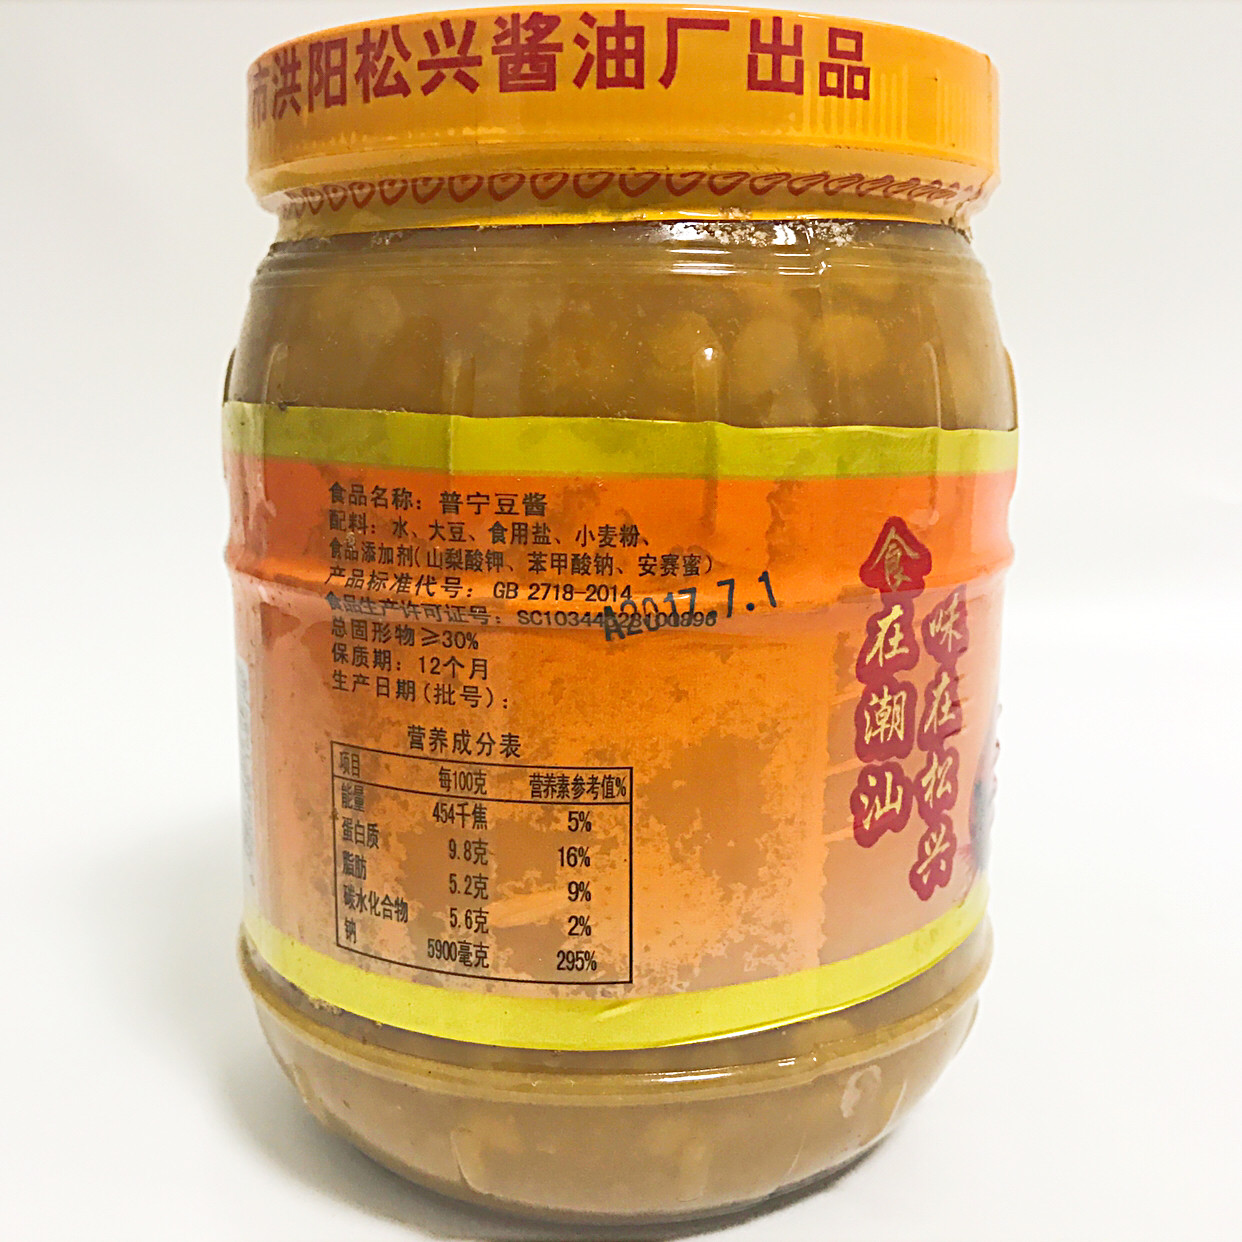 市洪阳松兴酱油厂出品
食品名称：普宁豆酱
配料：水、大豆、食用盐、小麦粉、
食品添加剂（山梨酸钾、苯甲酸钠、安赛蜜）
产品标准代号：GB 2718-2014
食品生产许可证号：
A2017.7.1
总固形物≥30%
保质期：12个月
生产日期（批号）：
营养成分表
项目 每100克 营养素参考值%
能量 454千焦 5%
蛋白质 9.8克 16%
脂肪 5.2克 9%
碳水化合物 5.6克 2%
钠 5900毫克 295%
食在潮汕
味在松兴